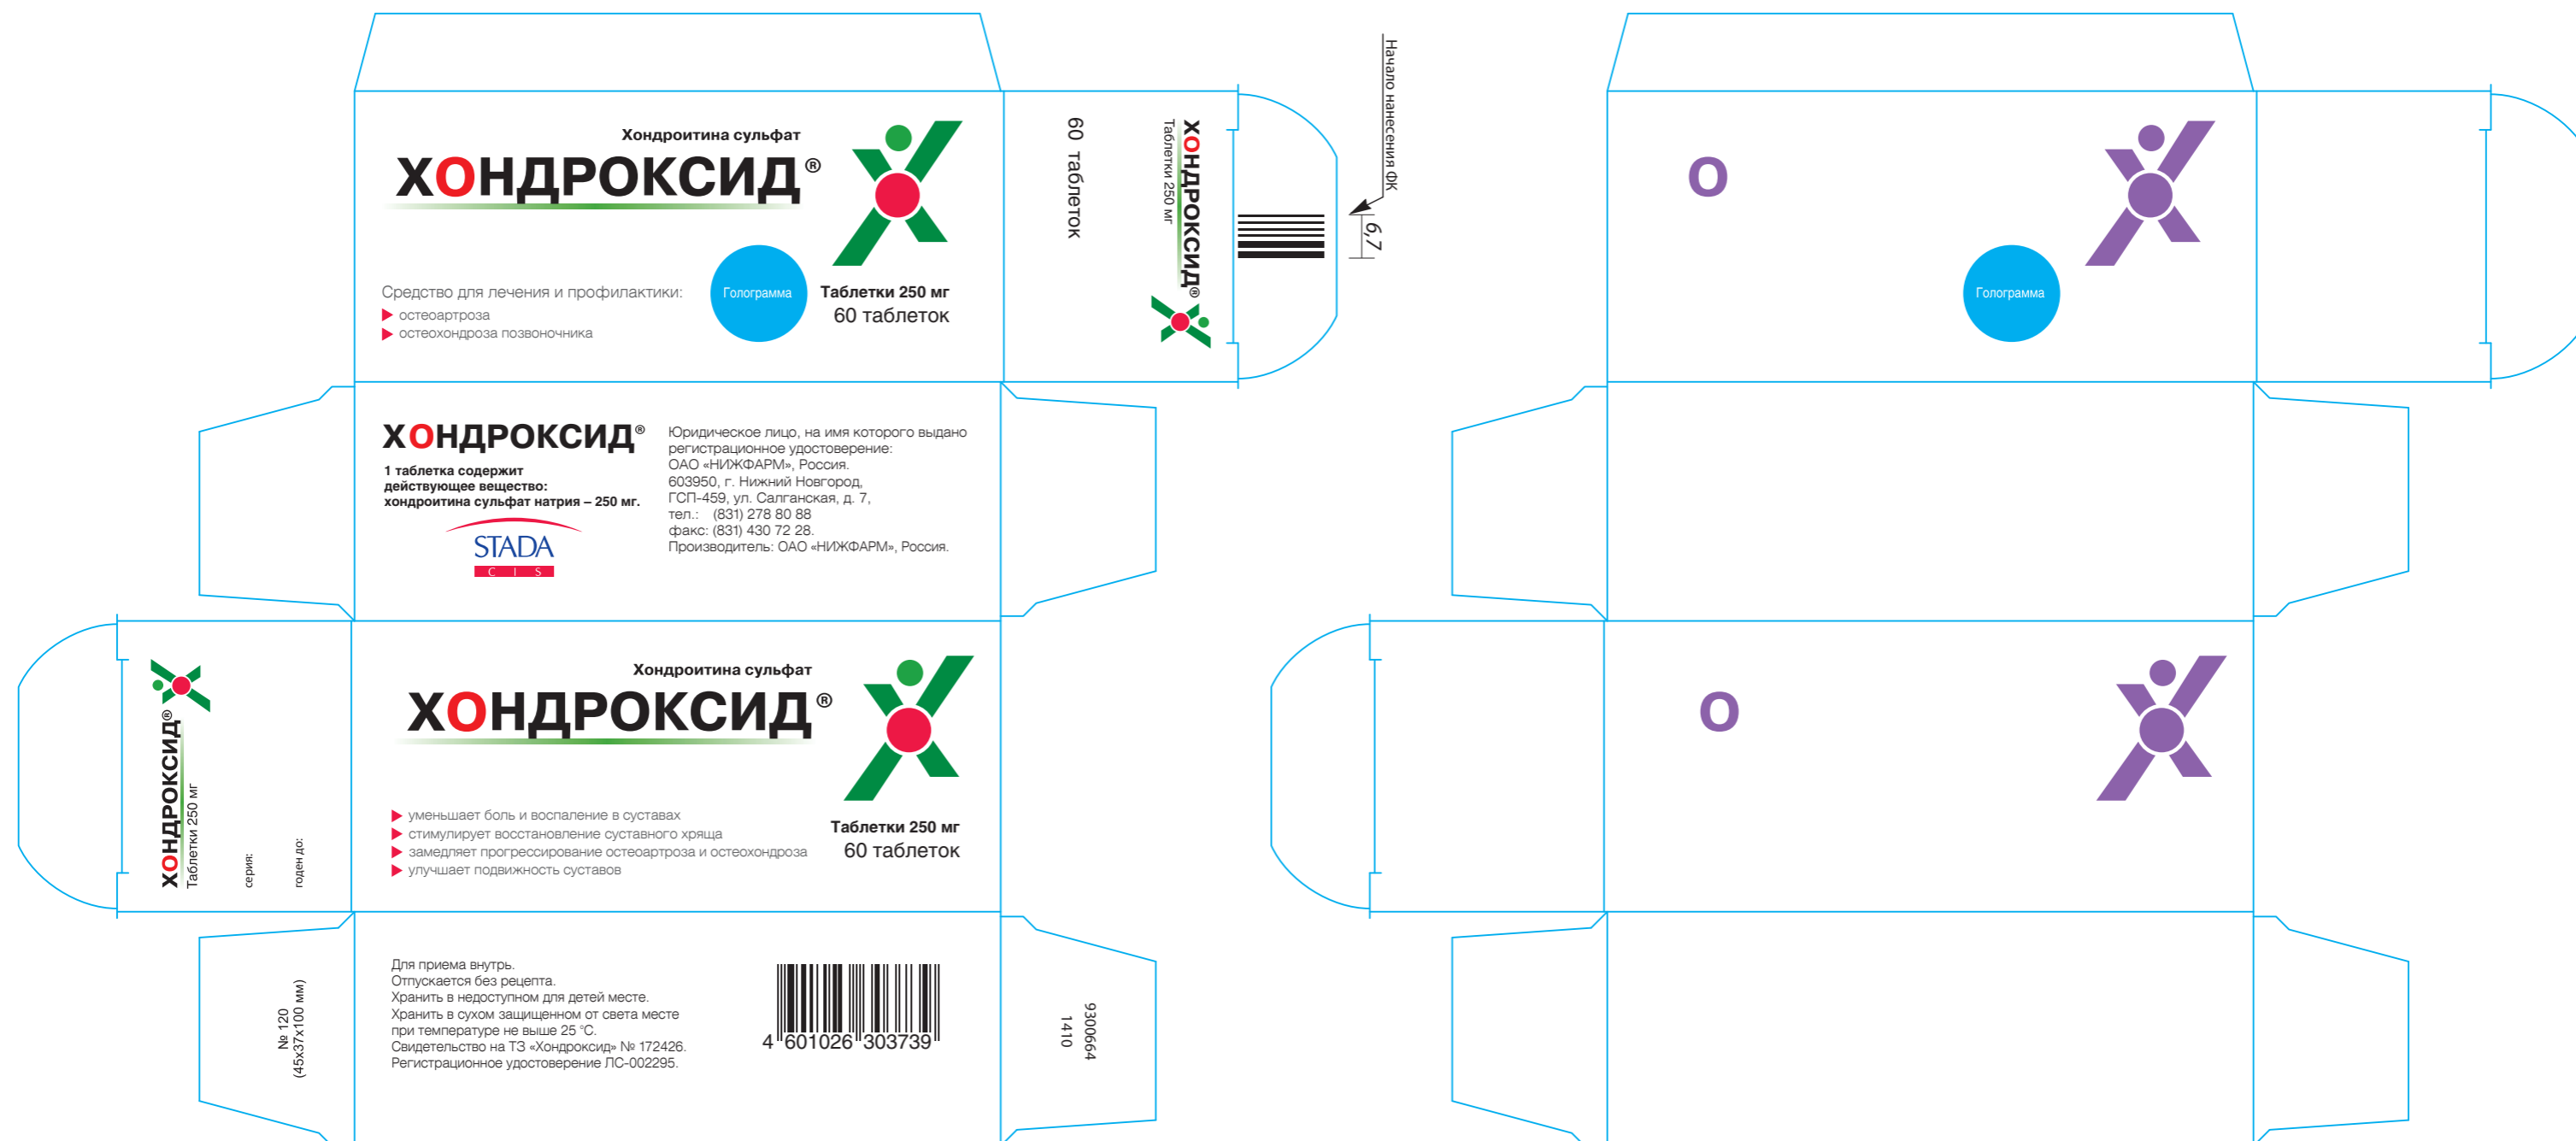 Хондроитина сульфат
ХОНДРОКСИД®
Средство для лечения и профилактики:
остеоартроза
остеохондроза позвоночника
Голограмма
Таблетки 250 мг
60 таблеток
60 таблеток
ХОНДРОКСИД®
Таблетки 250 мг
Начало нанесения ФК
6,7
ХОНДРОКСИД®
1 таблетка содержит
действующее вещество:
хондроитина сульфат натрия – 250 мг.
STADA
CIS
Юридическое лицо, на имя которого выдано
регистрационное удостоверение:
ОАО «НИЖФАРМ», Россия.
603950, г. Нижний Новгород,
ГСП-459, ул. Салганская, д. 7,
тел.: (831) 278 80 88
факс: (831) 430 72 28.
Производитель: ОАО «НИЖФАРМ», Россия.
ХОНДРОКСИД®
Таблетки 250 мг
серия:
годен до:
Хондроитина сульфат
ХОНДРОКСИД®
уменьшает боль и воспаление в суставах
стимулирует восстановление суставного хряща
замедляет прогрессирование остеоартроза и остеохондроза
улучшает подвижность суставов
Таблетки 250 мг
60 таблеток
№ 120
(45x37x100 мм)
Для приема внутрь.
Отпускается без рецепта.
Хранить в недоступном для детей месте.
Хранить в сухом защищенном от света месте
при температуре не выше 25 °С.
Свидетельство на ТЗ «Хондроксид» № 172426.
Регистрационное удостоверение ЛС-002295.
4 601026 303739
9300664
1410
О
Голограмма
О